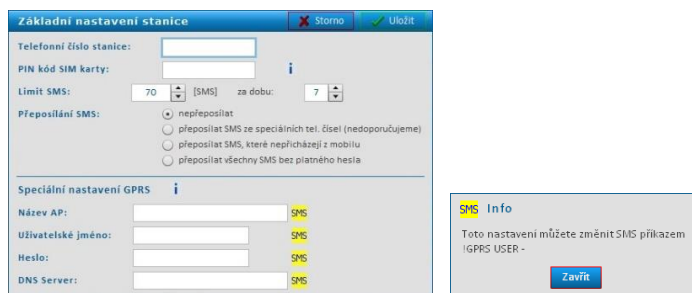 Základní nastavení stanice
Storno
Uložit
Telefonní číslo stanice:
PIN kód SIM karty:
i
Limit SMS: 70 [SMS] za dobu: 7
Přeposílání SMS: nepřeposílat
přeposílat SMS ze speciálních tel. čísel (nedoporučujeme)
přeposílat SMS, které nepřicházejí z mobilu
přeposílat všechny SMS bez platného hesla
Speciální nastavení GPRS i
Název AP: SMS
Uživatelské jméno: SMS
Heslo: SMS
DNS Server: SMS
SMS Info
Toto nastavení můžete změnit SMS příkazem
!GPRS USER -
Zavřít